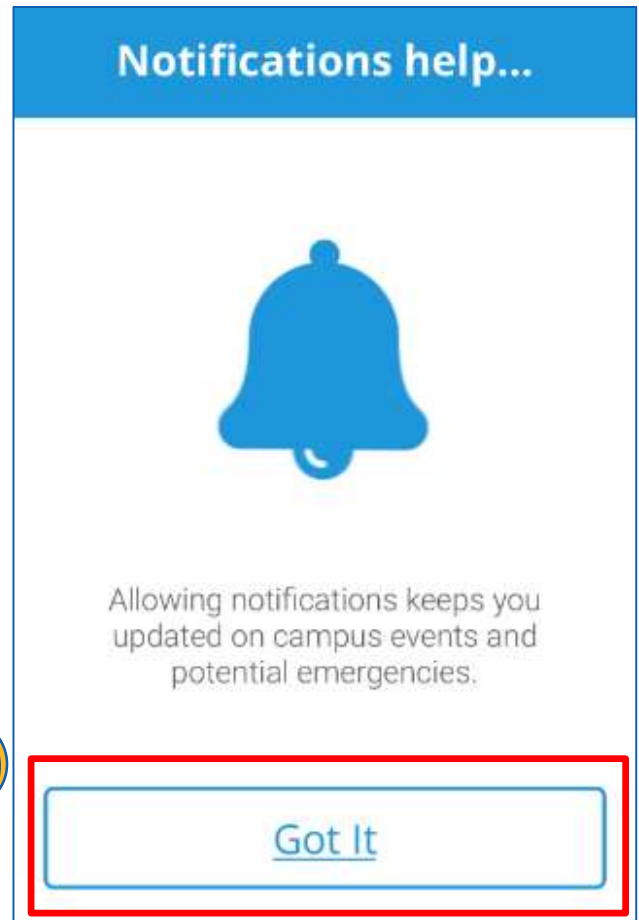 Notifications help...
Allowing notifications keeps you
updated on campus events and
potential emergencies.
Got It